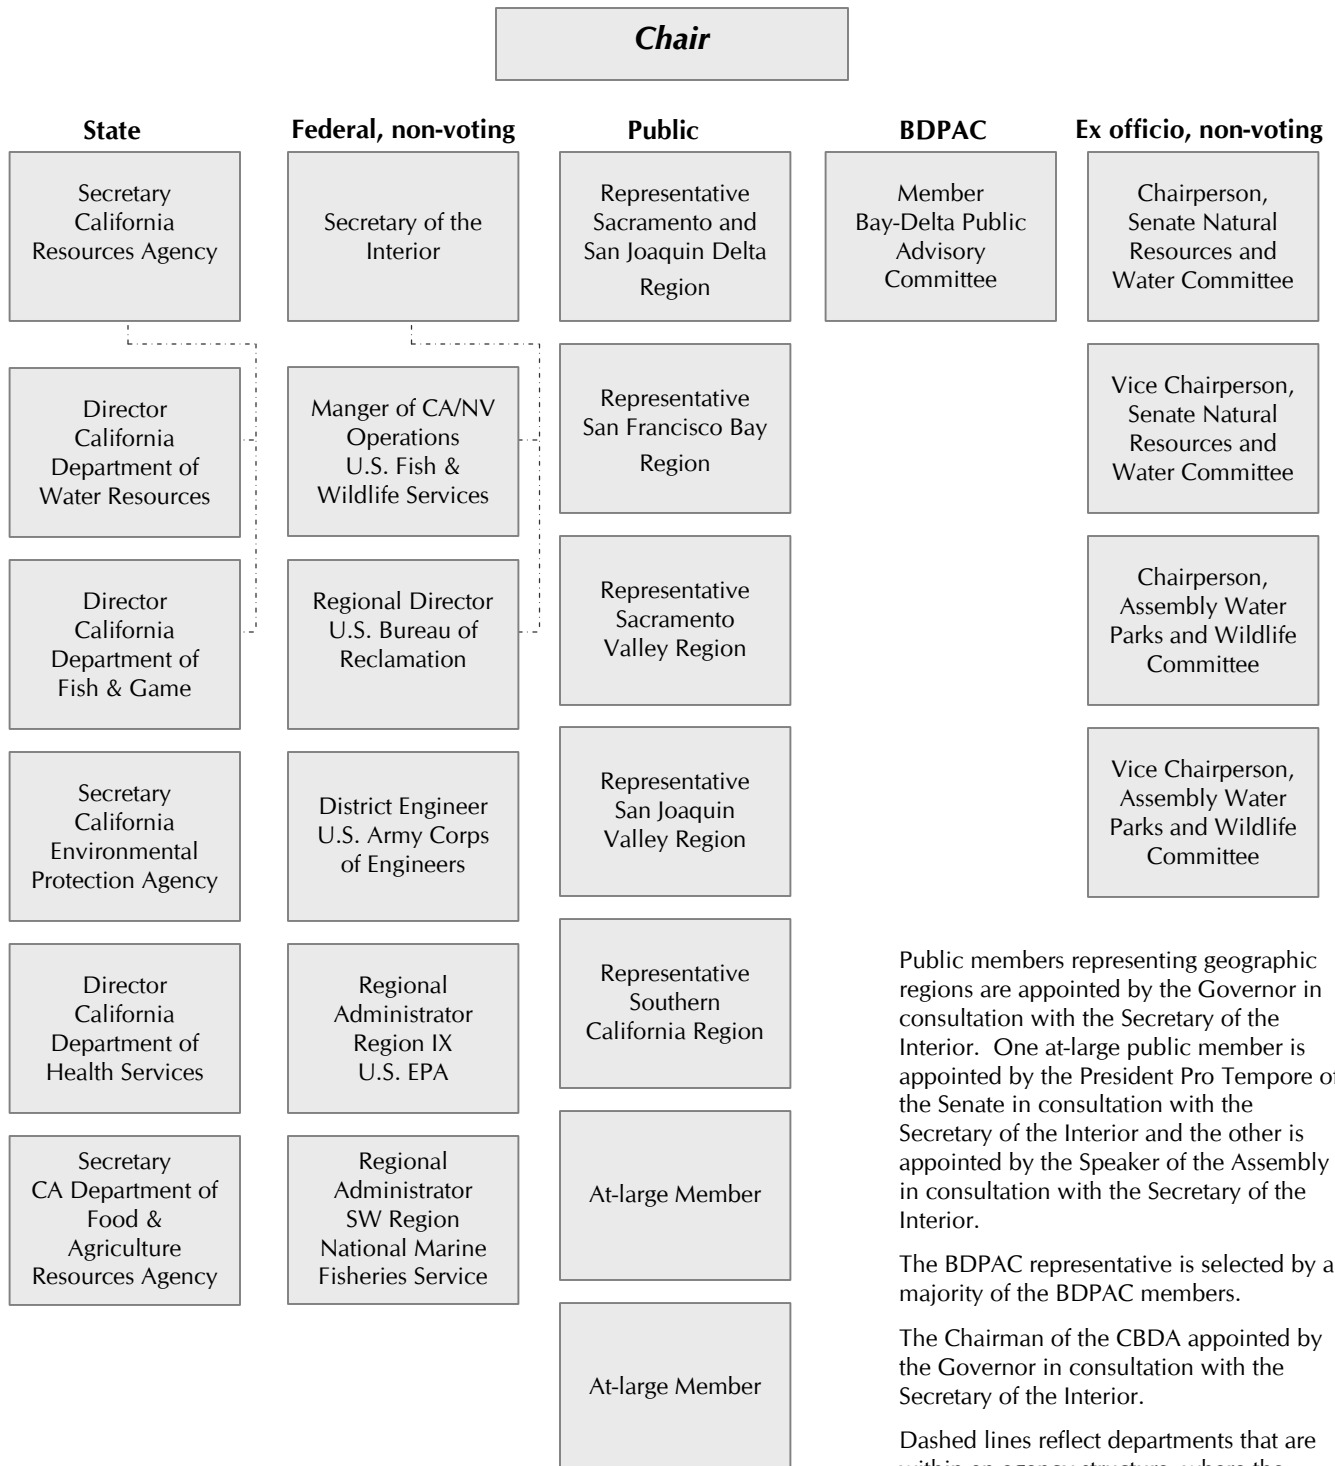 Chair
State
Secretary
California
Resources Agency
Director
California
Department of
Water Resources
Director
California
Department of
Fish & Game
Secretary
California
Environmental
Protection Agency
Director
California
Department of
Health Services
Secretary
CA Department of
Food &
Agriculture
Resources Agency
Federal, non-voting
Secretary of the
Interior
Manger of CA/NV
Operations
U.S. Fish &
Wildlife Services
Regional Director
U.S. Bureau of
Reclamation
District Engineer
U.S. Army Corps
of Engineers
Regional
Administrator
Region IX
U.S. EPA
Regional
Administrator
SW Region
National Marine
Fisheries Service
Public
Representative
Sacramento and
San Joaquin Delta
Region
Representative
San Francisco Bay
Region
Representative
Sacramento
Valley Region
Representative
San Joaquin
Valley Region
Representative
Southern
California Region
At-large Member
At-large Member
BDPAC
Member
Bay-Delta Public
Advisory
Committee
Ex officio, non-voting
Chairperson,
Senate Natural
Resources and
Water Committee
Vice Chairperson,
Senate Natural
Resources and
Water Committee
Chairperson,
Assembly Water
Parks and Wildlife
Committee
Vice Chairperson,
Assembly Water
Parks and Wildlife
Committee
Public members representing geographic
regions are appointed by the Governor in
consultation with the Secretary of the
Interior. One at-large public member is
appointed by the President Pro Tempore of
the Senate in consultation with the
Secretary of the Interior and the other is
appointed by the Speaker of the Assembly
in consultation with the Secretary of the
Interior.
The BDPAC representative is selected by a
majority of the BDPAC members.
The Chairman of the CBDA appointed by
the Governor in consultation with the
Secretary of the Interior.
Dashed lines reflect departments that are
within an agency structure, where the